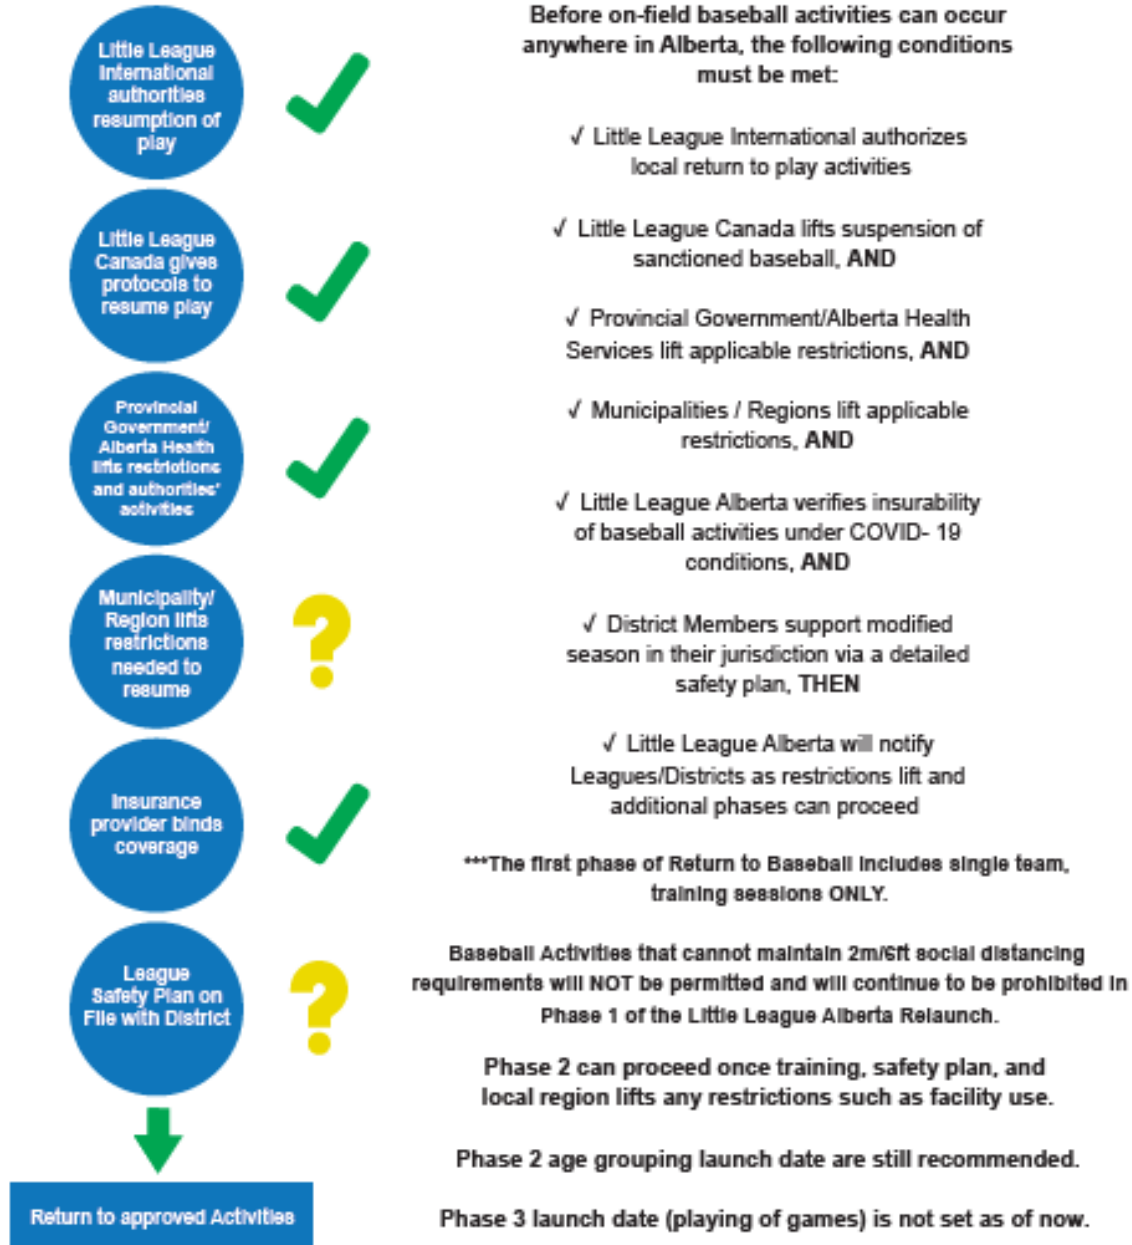 Little League
International
authorities
resumption of
play
Little League
Canada gives
protocols to
resume play
Provincial
Government/
Alberta Health
lifts restrictions
and authorities'
activities
Municipality/
Region lifts
restrictions
needed to
resume
Insurance
provider binds
coverage
League
Safety Plan on
File with District
Return to approved Activities
Before on-field baseball activities can occur
anywhere in Alberta, the following conditions
must be met:
√ Little League International authorizes
local return to play activities
√ Little League Canada lifts suspension of
sanctioned baseball, AND
√ Provincial Government/Alberta Health
Services lift applicable restrictions, AND
√ Municipalities / Regions lift applicable
restrictions, AND
√ Little League Alberta verifies insurability
of baseball activities under COVID- 19
conditions, AND
√ District Members support modified
season in their jurisdiction via a detailed
safety plan, THEN
√ Little League Alberta will notify
Leagues/Districts as restrictions lift and
additional phases can proceed
***The first phase of Return to Baseball includes single team,
training sessions ONLY.
Baseball Activities that cannot maintain 2m/6ft social distancing
requirements will NOT be permitted and will continue to be prohibited in
Phase 1 of the Little League Alberta Relaunch.
Phase 2 can proceed once training, safety plan, and
local region lifts any restrictions such as facility use.
Phase 2 age grouping launch date are still recommended.
Phase 3 launch date (playing of games) is not set as of now.